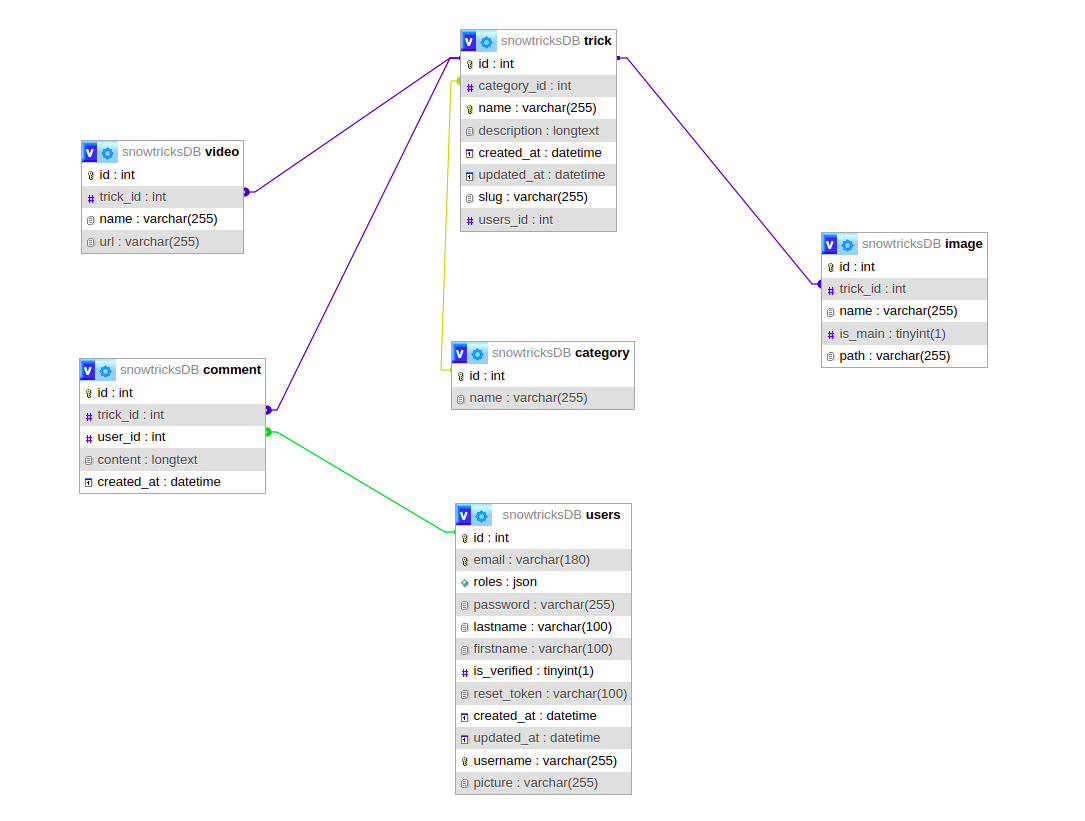 snowtricksDB trick
id : int
category_id : int
name : varchar(255)
description : longtext
created_at : datetime
updated_at : datetime
slug : varchar(255)
users_id : int
v snowtricksDB video
id : int
trick_id : int
name : varchar(255)
url : varchar(255)
v snowtricksDB image
id : int
trick_id : int
name : varchar(255)
is_main : tinyint(1)
path : varchar(255)
v snowtricksDB category
id : int
name : varchar(255)
v snowtricksDB comment
id : int
trick_id : int
user_id : int
content : longtext
created_at : datetime
v snowtricksDB users
id : int
email : varchar(180)
roles : json
password : varchar(255)
lastname : varchar(100)
firstname : varchar(100)
is_verified : tinyint(1)
reset_token : varchar(100)
created_at : datetime
updated_at : datetime
username : varchar(255)
picture : varchar(255)